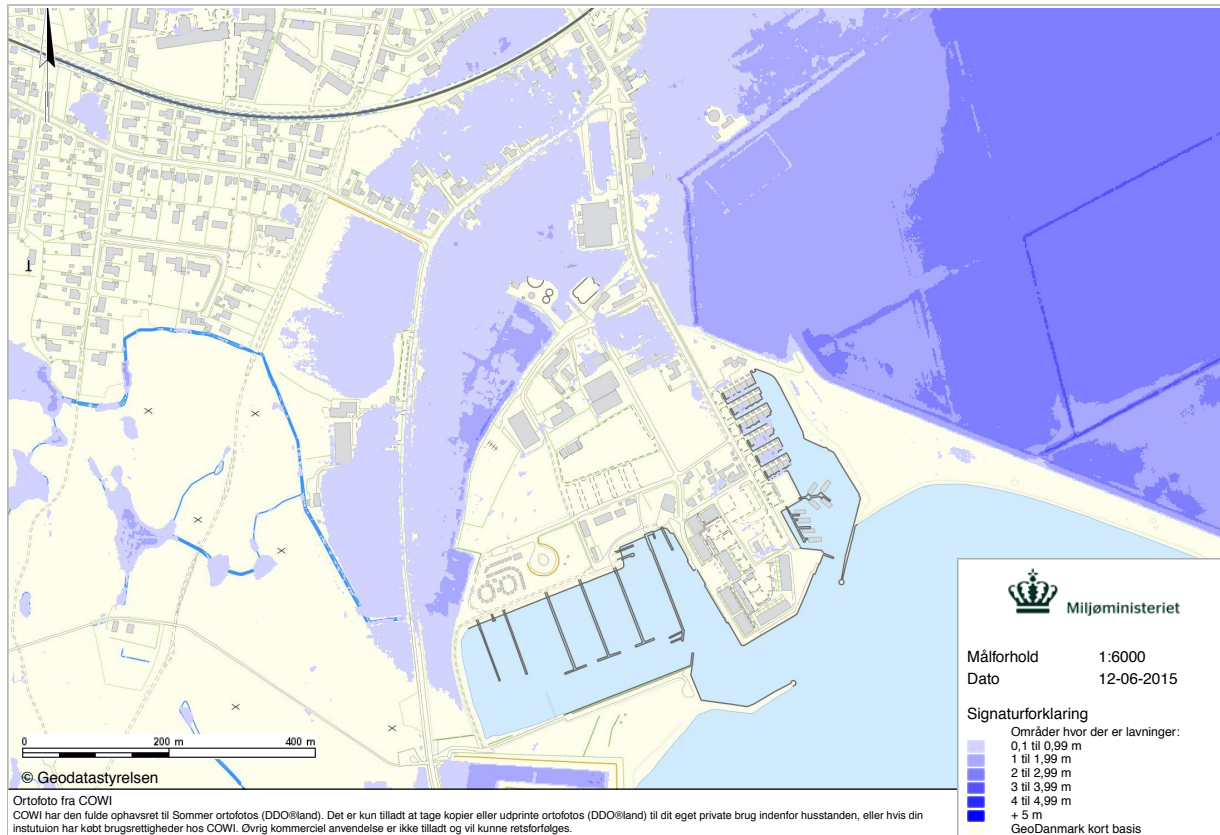 Miljøministeriet
Målforhold 1:6000
Dato 12-06-2015
Signaturforklaring
Områder hvor der er lavninger:
0,1 til 0,99 m
1 til 1,99 m
2 til 2,99 m
3 til 3,99 m
4 til 4,99 m
+ 5 m
GeoDanmark kort basis
0 200 m 400 m
© Geodatastyrelsen
Ortofoto fra COWI
COWI har den fulde ophavsret til Sommer ortofotos (DDO®land). Det er kun tilladt at tage kopier eller udprinte ortofotos (DDO®land) til dit eget private brug indenfor husstanden, eller hvis din
instutuion har købt brugsrettigheder hos COWI. Øvrig kommerciel anvendelse er ikke tilladt og vil kunne retsforfølges.